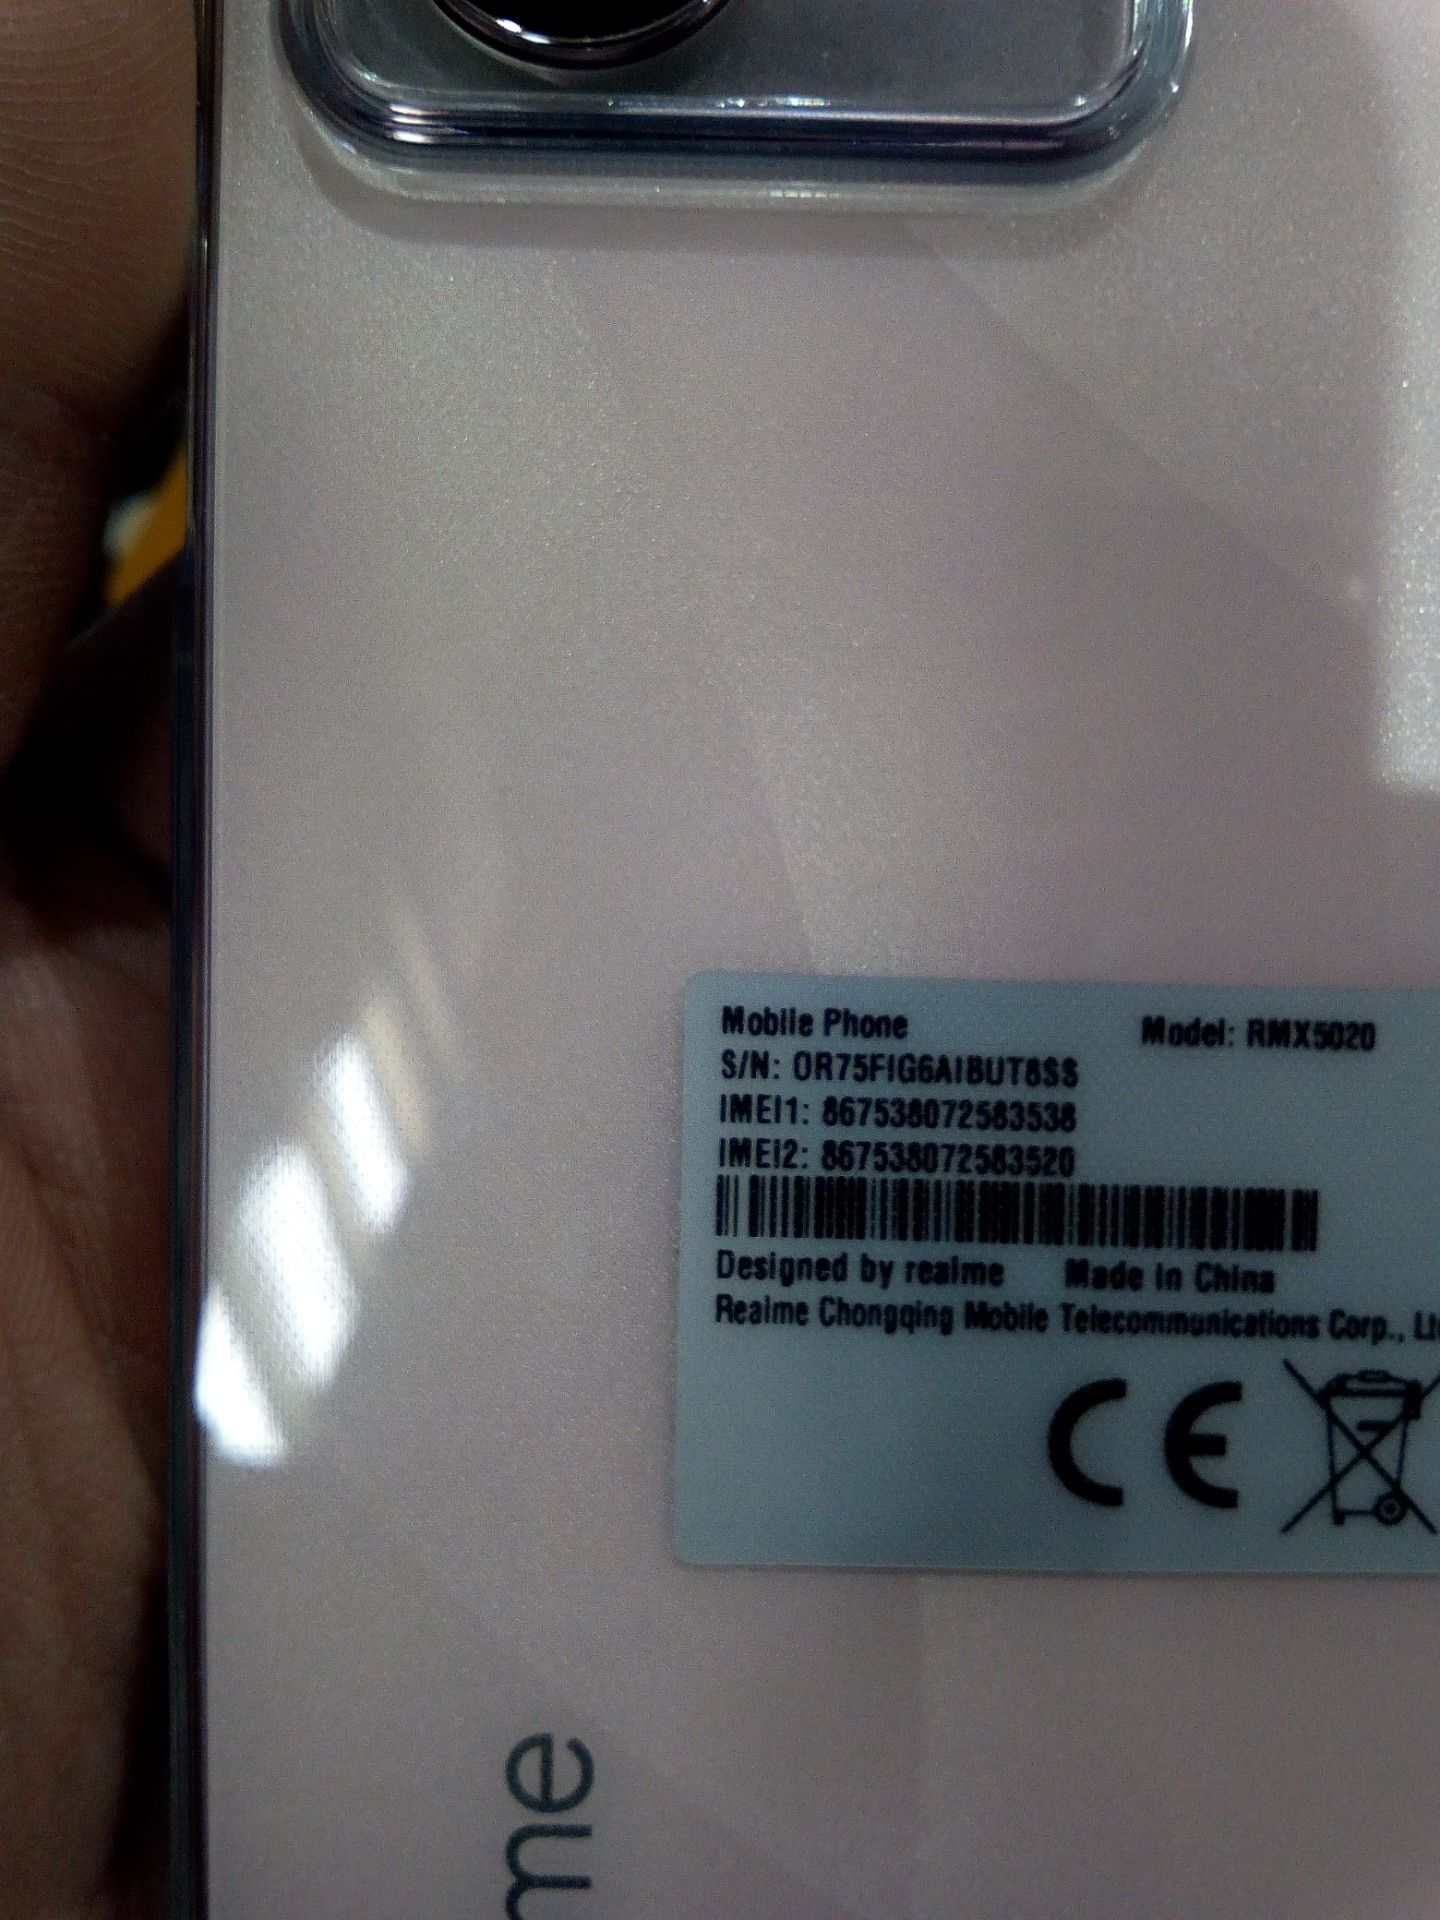 Mobile Phone Model: RMX5020
S/N: OR75FIG6AIBUT8SS
IMEI1: 867538072583538
IMEI2: 867538072583520
Designed by realme Made in China
Realme Chongqing Mobile Telecommunications Corp., Lt
CE
me